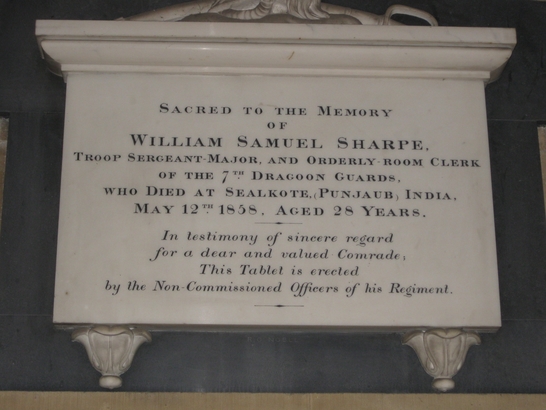 Sacred to the Memory
of
William Samuel Sharpe,
Troop Sergeant-Major, and Orderly-room Clerk
of the 7th Dragoon Guards,
who Died at Sealkote, (Punjaub) India,
May 12th 1858, Aged 28 Years.
In testimony of sincere regard
for a dear and valued Comrade,
This Tablet is erected
by the Non-Commissioned Officers of his Regiment.